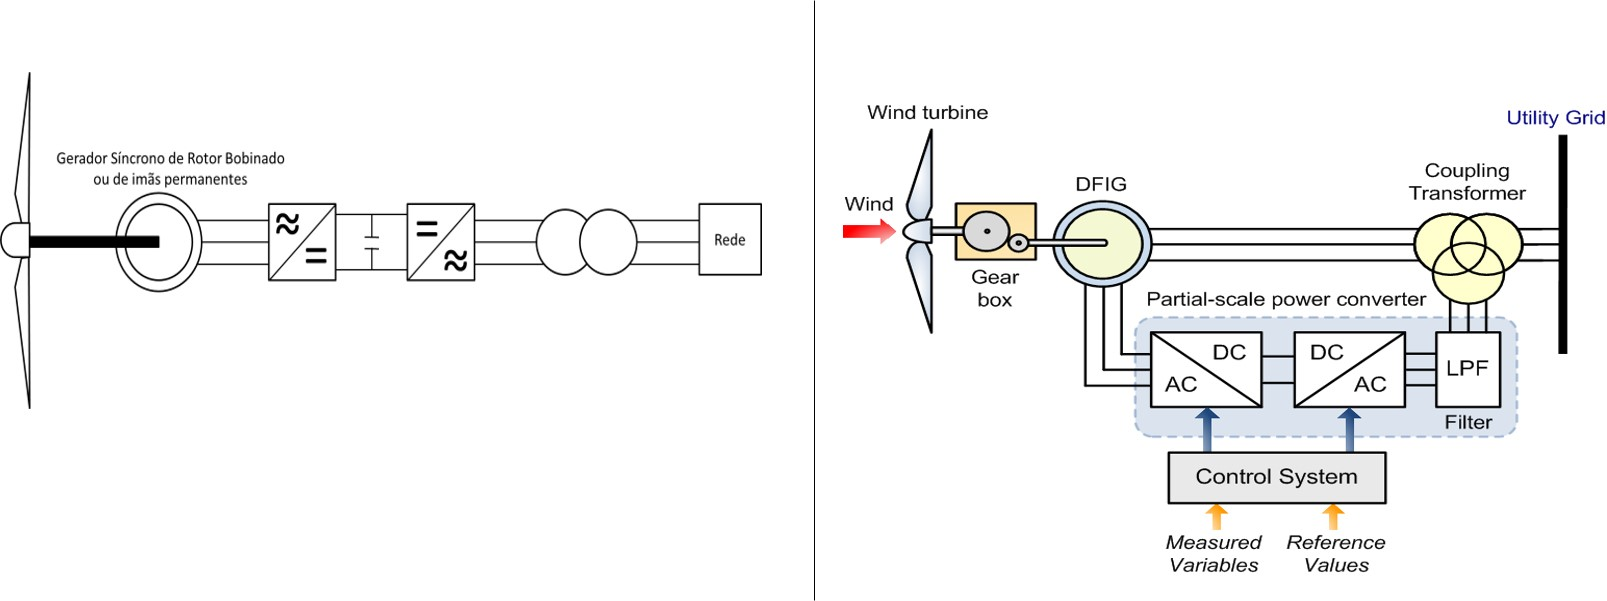 Gerador Síncrono de Rotor Bobinado
ou de imãs permanentes
Rede
Wind turbine
Utility Grid
Coupling
Transformer
DFIG
Wind
Gear
box
Partial-scale power converter
DC
AC
DC
AC
LPF
Filter
Control System
Measured
Variables
Reference
Values